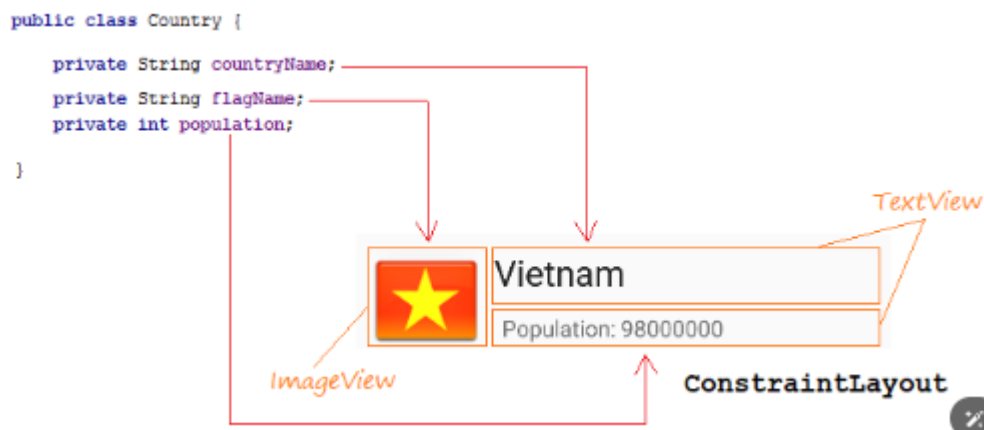 public class Country {
private String countryName;
private String flagName;
private int population;
}
TextView
Vietnam
Population: 98000000
ImageView
ConstraintLayout